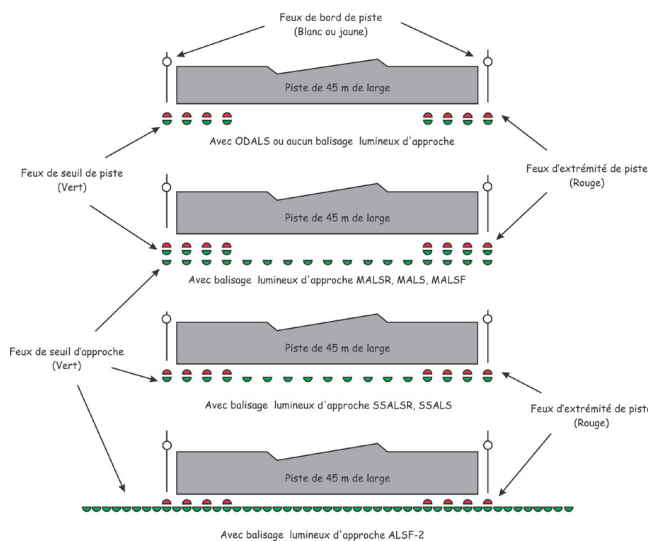 Feux de bord de piste
(Blanc ou jaune)
Piste de 45 m de large
Avec ODALS ou aucun balisage lumineux d'approche
Feux de seuil de piste
(Vert)
Feux d'extrémité de piste
(Rouge)
Piste de 45 m de large
Avec balisage lumineux d'approche MALSR, MALS, MALSF
Feux de seuil d'approche
(Vert)
Piste de 45 m de large
Avec balisage lumineux d'approche SSALSR, SSALS
Feux d'extrémité de piste
(Rouge)
Piste de 45 m de large
Avec balisage lumineux d'approche ALSF-2